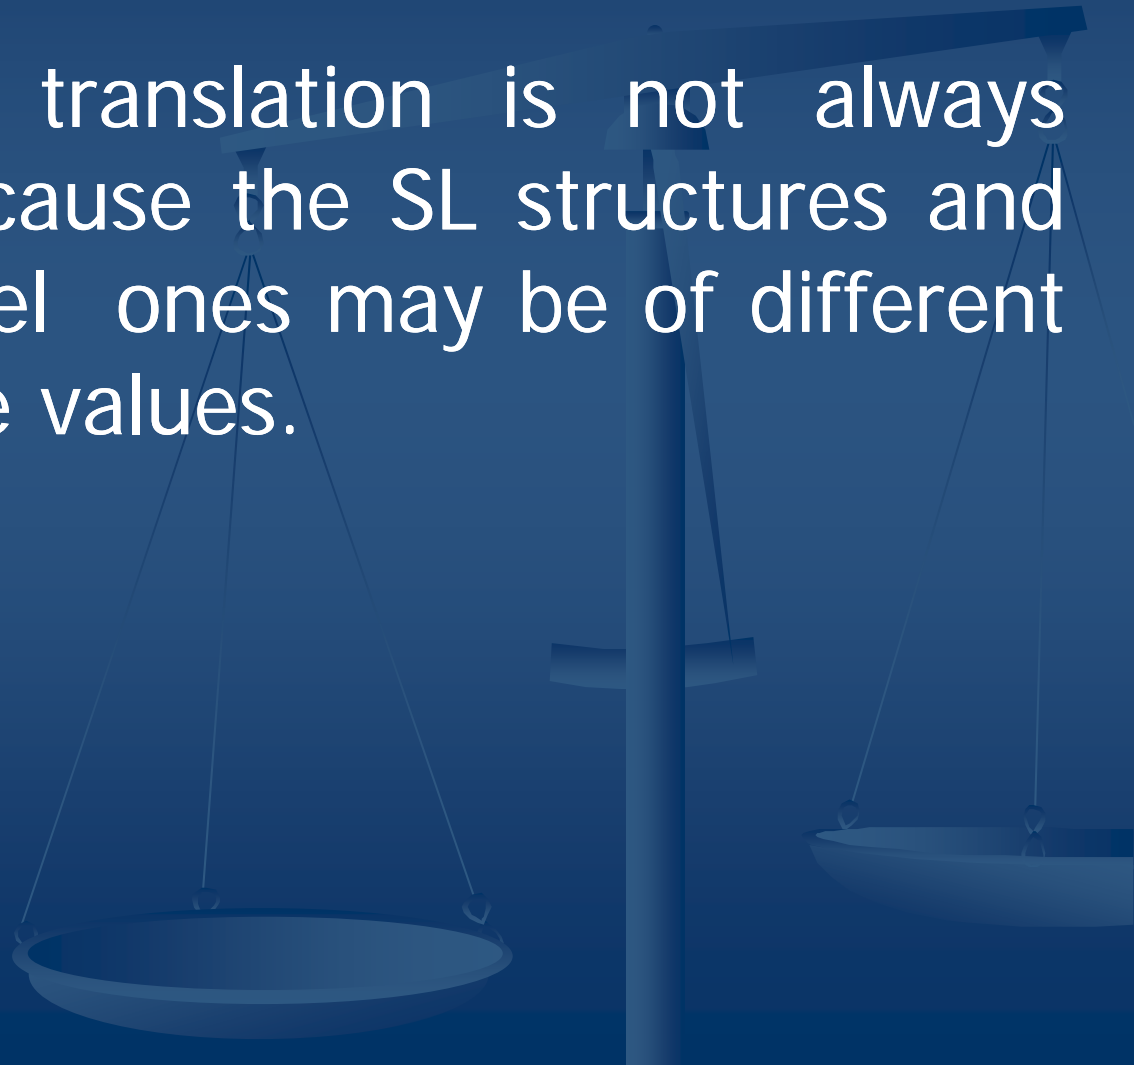 translation is not always
cause the SL structures and
el ones may be of different
e values.